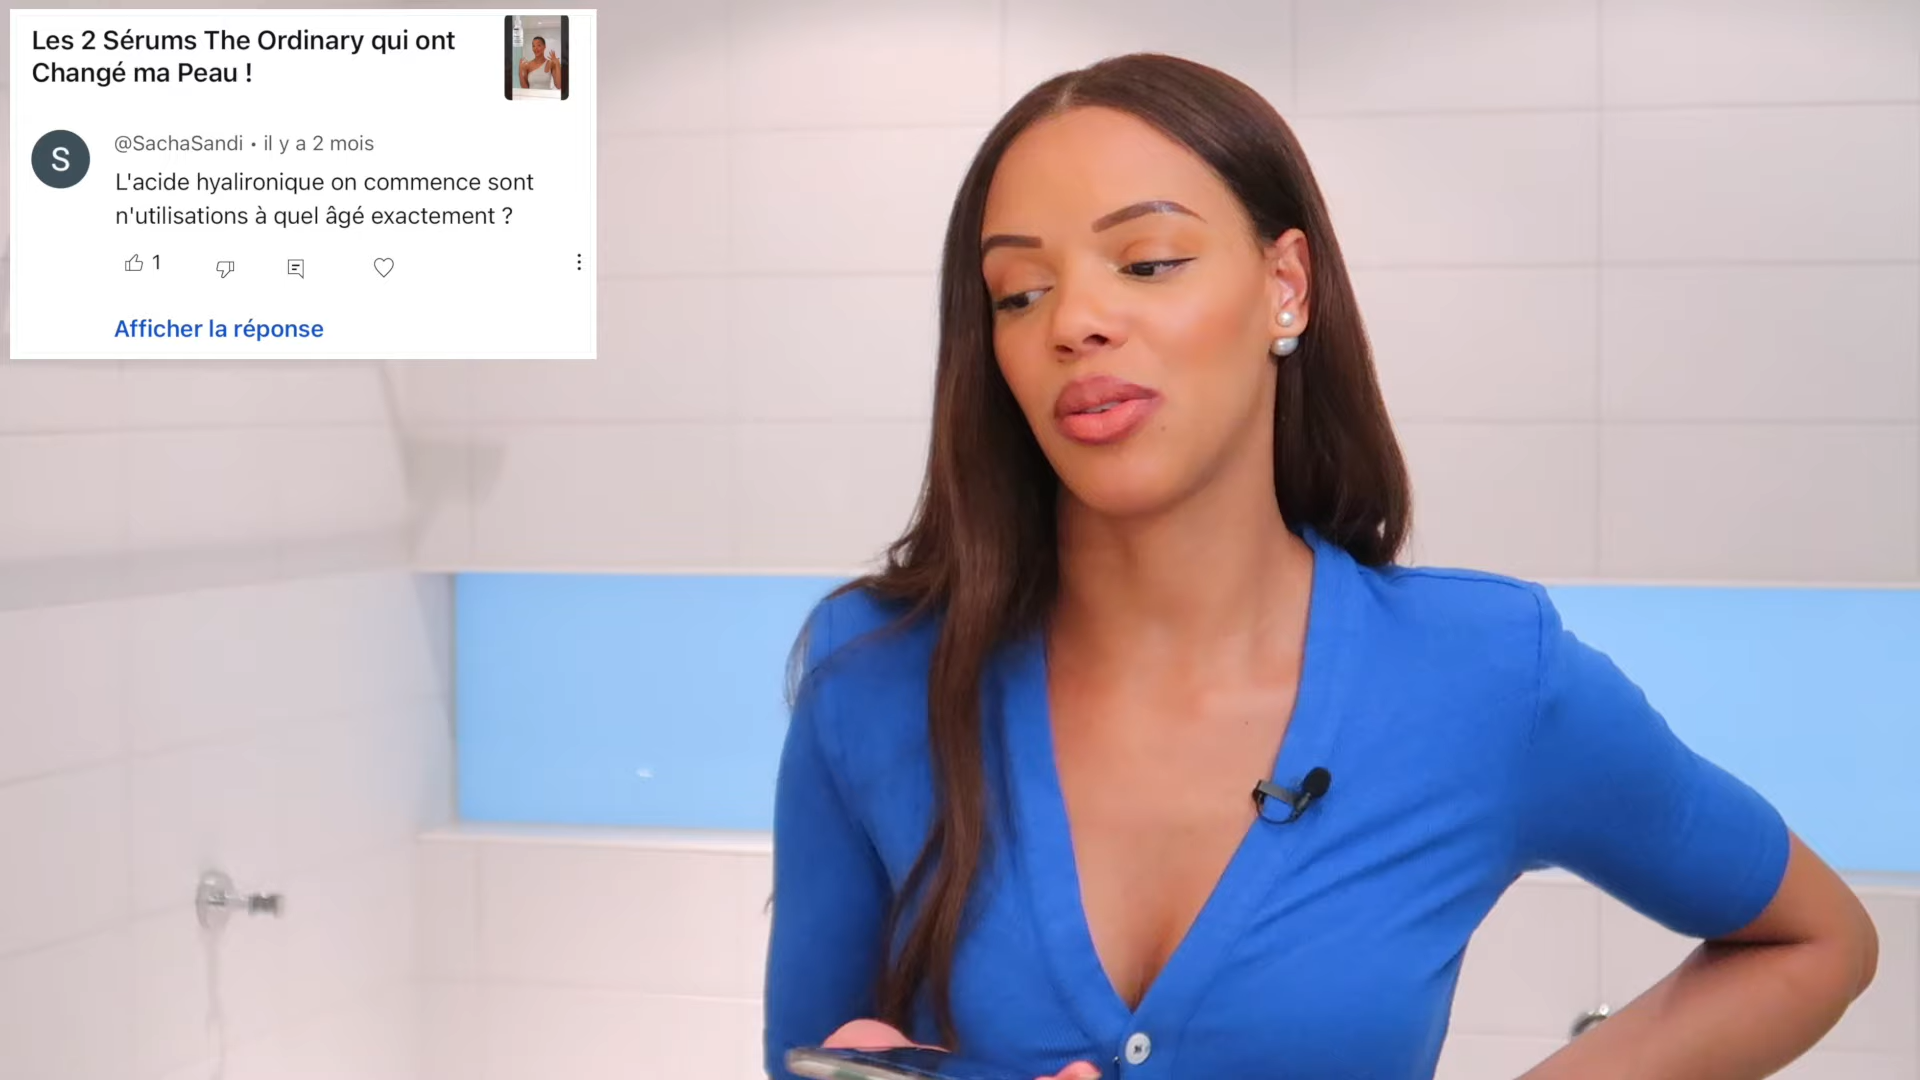 Les 2 Sérums The Ordinary qui ont
Changé ma Peau !
S
@SachaSandi • il y a 2 mois
L'acide hyalironique on commence sont
n'utilisations à quel âgé exactement ?
1
Afficher la réponse